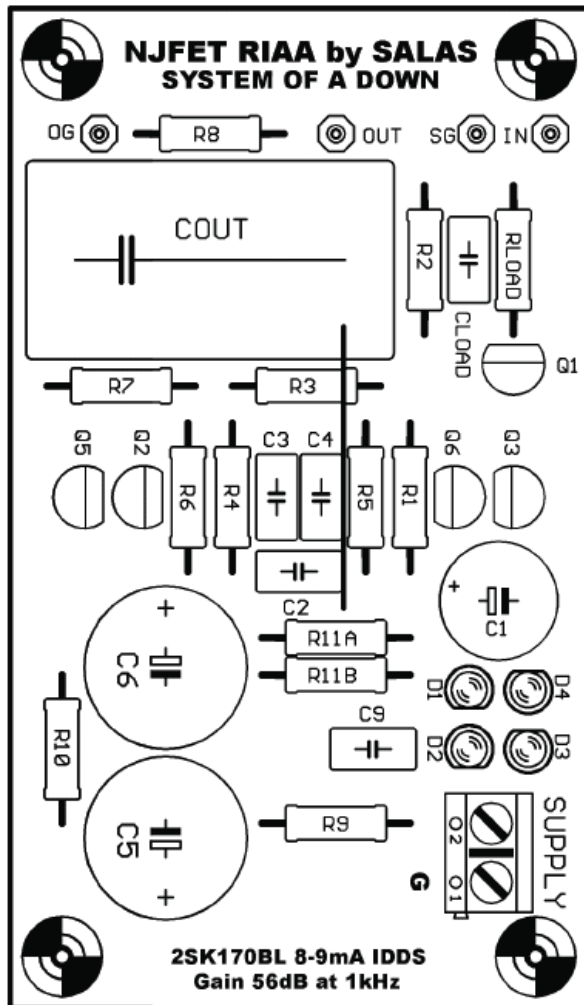 NJFET RIAA by SALAS
SYSTEM OF A DOWN
OG R8 OUT SG IN
COUT
R2
CLOAD
RLOAD
Q1
R7 R3
Q5 Q2 R6 R4 C3 C4 R5 R1 Q6 Q3
C2
+ C1
R11A
R11B
+ C6
D1 D4
D2 D3
C9
R10
C5 +
R9
SUPPLY
2
1
G
2SK170BL 8-9mA IDDS
Gain 56dB at 1kHz